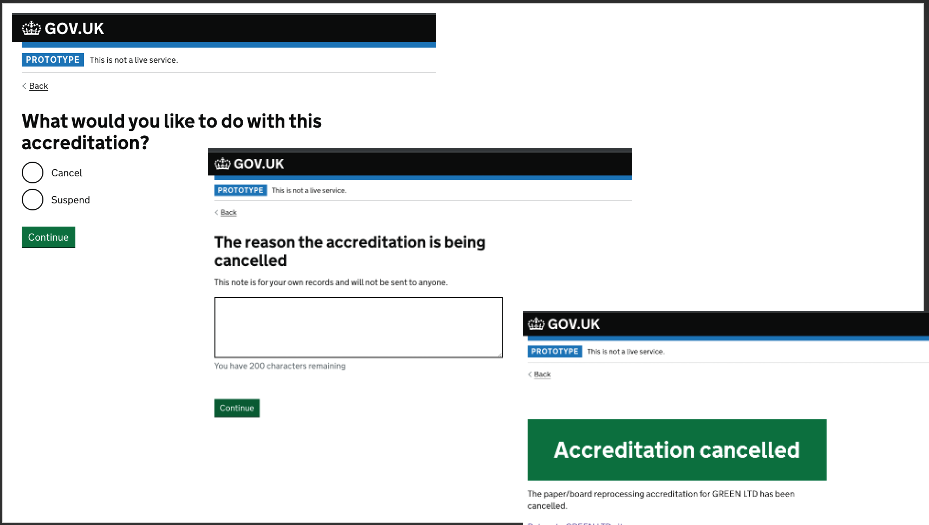 GOV.UK
PROTOTYPE This is not a live service.
Back
What would you like to do with this
accreditation?
Cancel
Suspend
Continue
GOV.UK
PROTOTYPE This is not a live service.
Back
The reason the accreditation is being
cancelled
This note is for your own records and will not be sent to anyone.
You have 200 characters remaining
Continue
GOV.UK
PROTOTYPE This is not a live service.
Back
Accreditation cancelled
The paper/board reprocessing accreditation for GREEN LTD has been
cancelled.